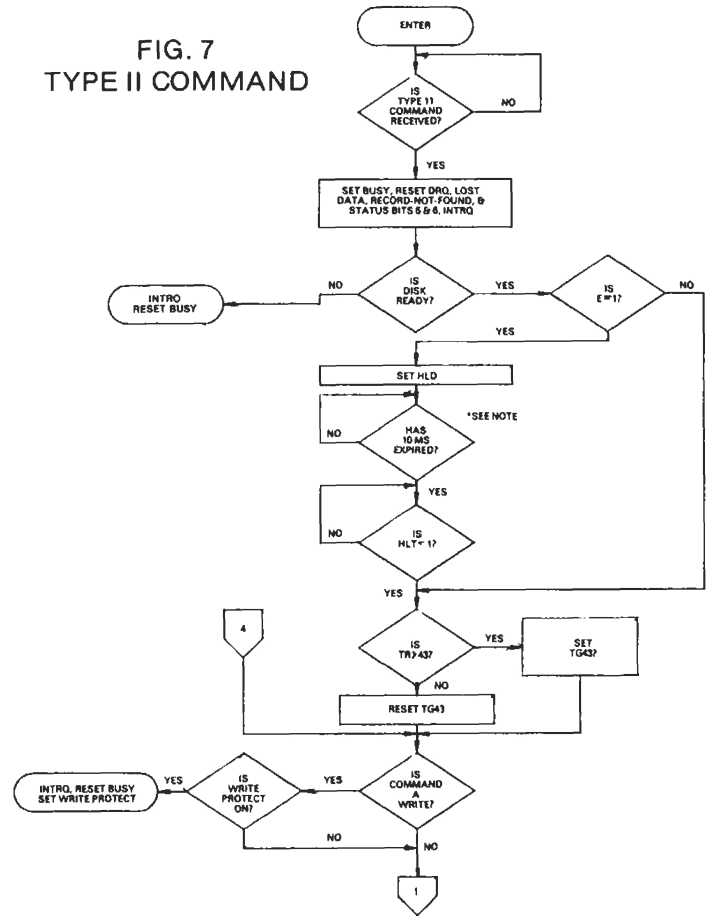 FIG. 7
TYPE II COMMAND
ENTER
IS
TYPE 11
COMMAND
RECEIVED?
NO
YES
SET BUSY, RESET DRQ, LOST
DATA, RECORD-NOT-FOUND, &
STATUS BITS 5 & 6, INTRQ
NO
IS
DISK
READY?
YES
IS
E=1?
NO
INTRQ
RESET BUSY
YES
SET HLD
*SEE NOTE
NO
HAS
10 MS
EXPIRED?
YES
NO
IS
HLT=1?
YES
4
IS
TR>43?
YES
SET
TG43?
NO
RESET TG43
INTRQ, RESET BUSY
SET WRITE PROTECT
YES
IS
WRITE
PROTECT
ON?
YES
IS
COMMAND
A
WRITE?
NO
NO
1